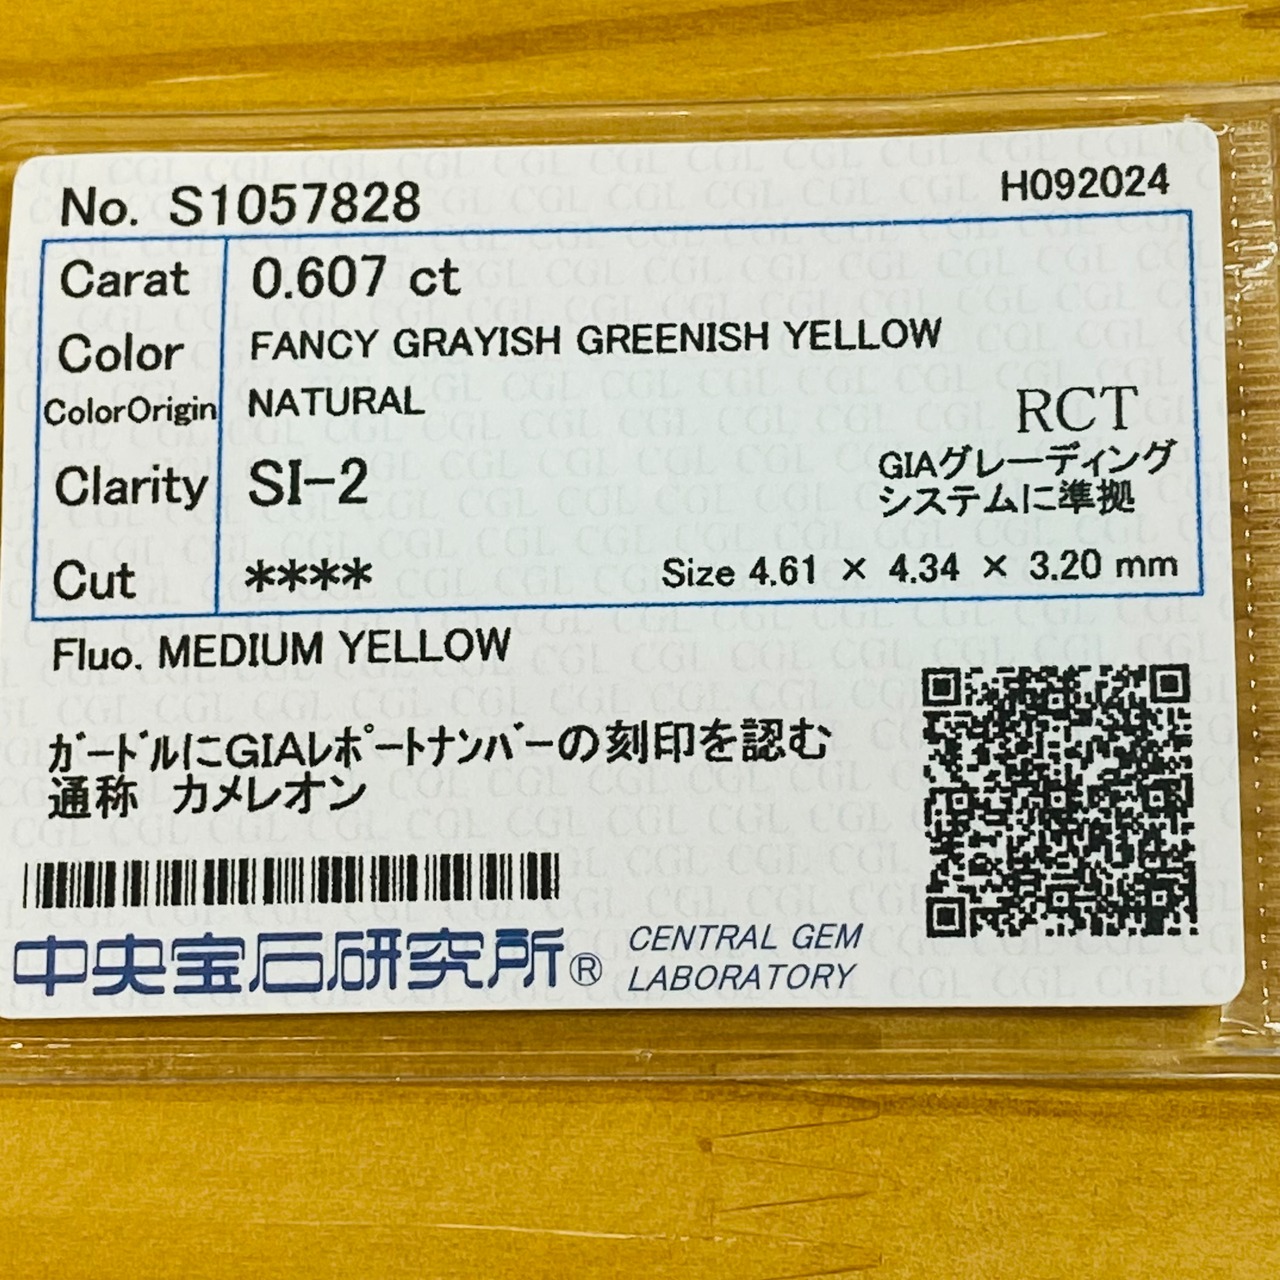 No. S1057828
H092024
Carat 0.607 ct
Color FANCY GRAYISH GREENISH YELLOW
ColorOrigin NATURAL
RCT
Clarity SI-2
GIAグレーディング
システムに準拠
Cut ****
Size 4.61 × 4.34 × 3.20 mm
Fluo. MEDIUM YELLOW
ｶﾞｰﾄﾞﾙにGIAﾚﾎﾟｰﾄﾅﾝﾊﾞｰの刻印を認む
通称 カメレオン
中央宝石研究所® CENTRAL GEM
LABORATORY